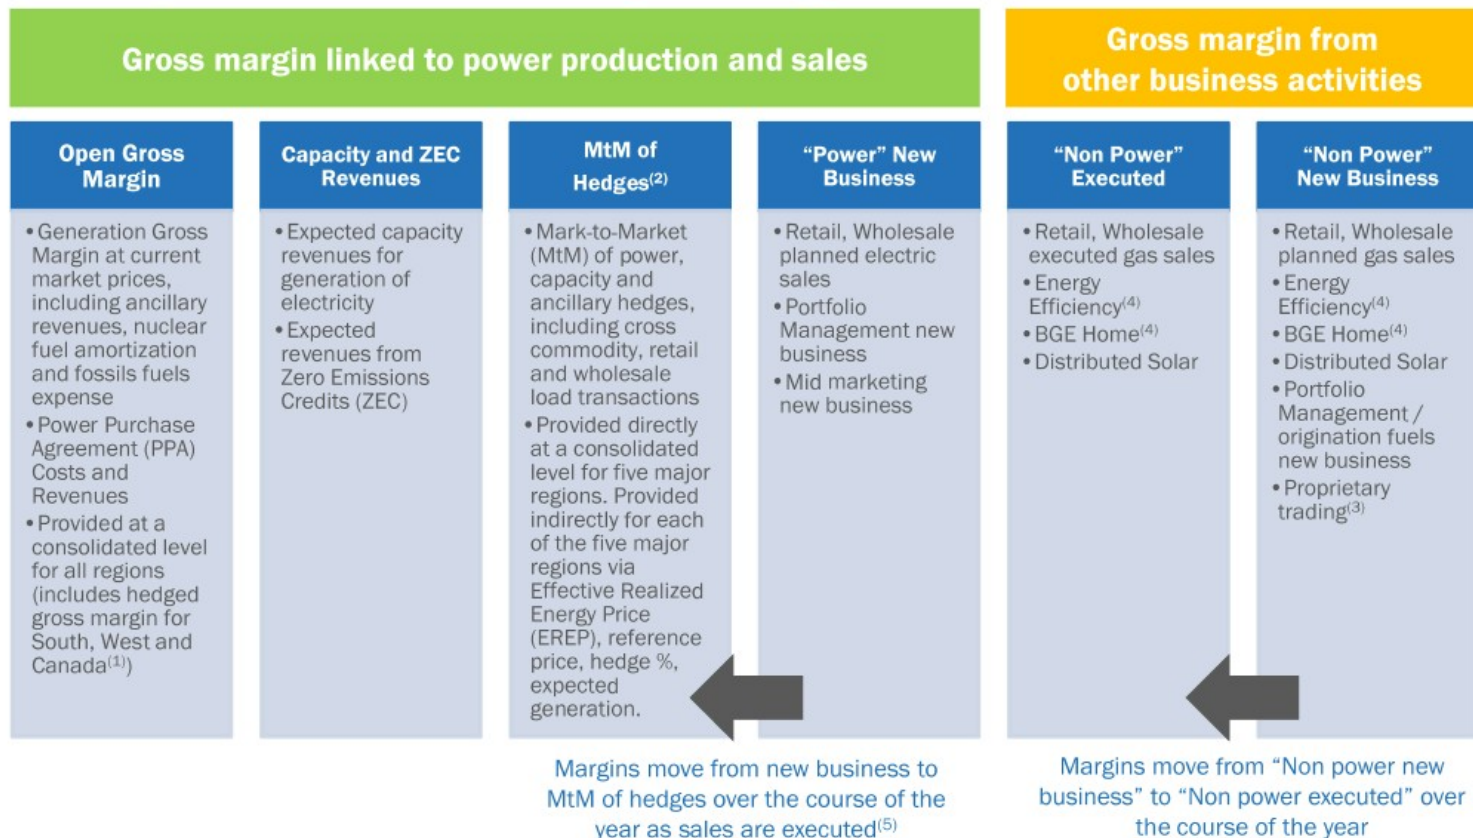 Gross margin linked to power production and sales
Gross margin from
other business activities
Open Gross
Margin
• Generation Gross
Margin at current
market prices,
including ancillary
revenues, nuclear
fuel amortization
and fossils fuels
expense
• Power Purchase
Agreement (PPA)
Costs and
Revenues
• Provided at a
consolidated level
for all regions
(includes hedged
gross margin for
South, West and
Canada(1))
Capacity and ZEC
Revenues
• Expected capacity
revenues for
generation of
electricity
• Expected
revenues from
Zero Emissions
Credits (ZEC)
MtM of
Hedges(2)
• Mark-to-Market
(MtM) of power,
capacity and
ancillary hedges,
including cross
commodity, retail
and wholesale
load transactions
• Provided directly
at a consolidated
level for five major
regions. Provided
indirectly for each
of the five major
regions via
Effective Realized
Energy Price
(EREP), reference
price, hedge %,
expected
generation.
“Power” New
Business
• Retail, Wholesale
planned electric
sales
• Portfolio
Management new
business
• Mid marketing
new business
“Non Power”
Executed
• Retail, Wholesale
executed gas sales
• Energy
Efficiency(4)
• BGE Home(4)
• Distributed Solar
“Non Power”
New Business
• Retail, Wholesale
planned gas sales
• Energy
Efficiency(4)
• BGE Home(4)
• Distributed Solar
• Portfolio
Management /
origination fuels
new business
• Proprietary
trading(3)
Margins move from new business to
MtM of hedges over the course of the
year as sales are executed(5)
Margins move from “Non power new
business” to “Non power executed” over
the course of the year